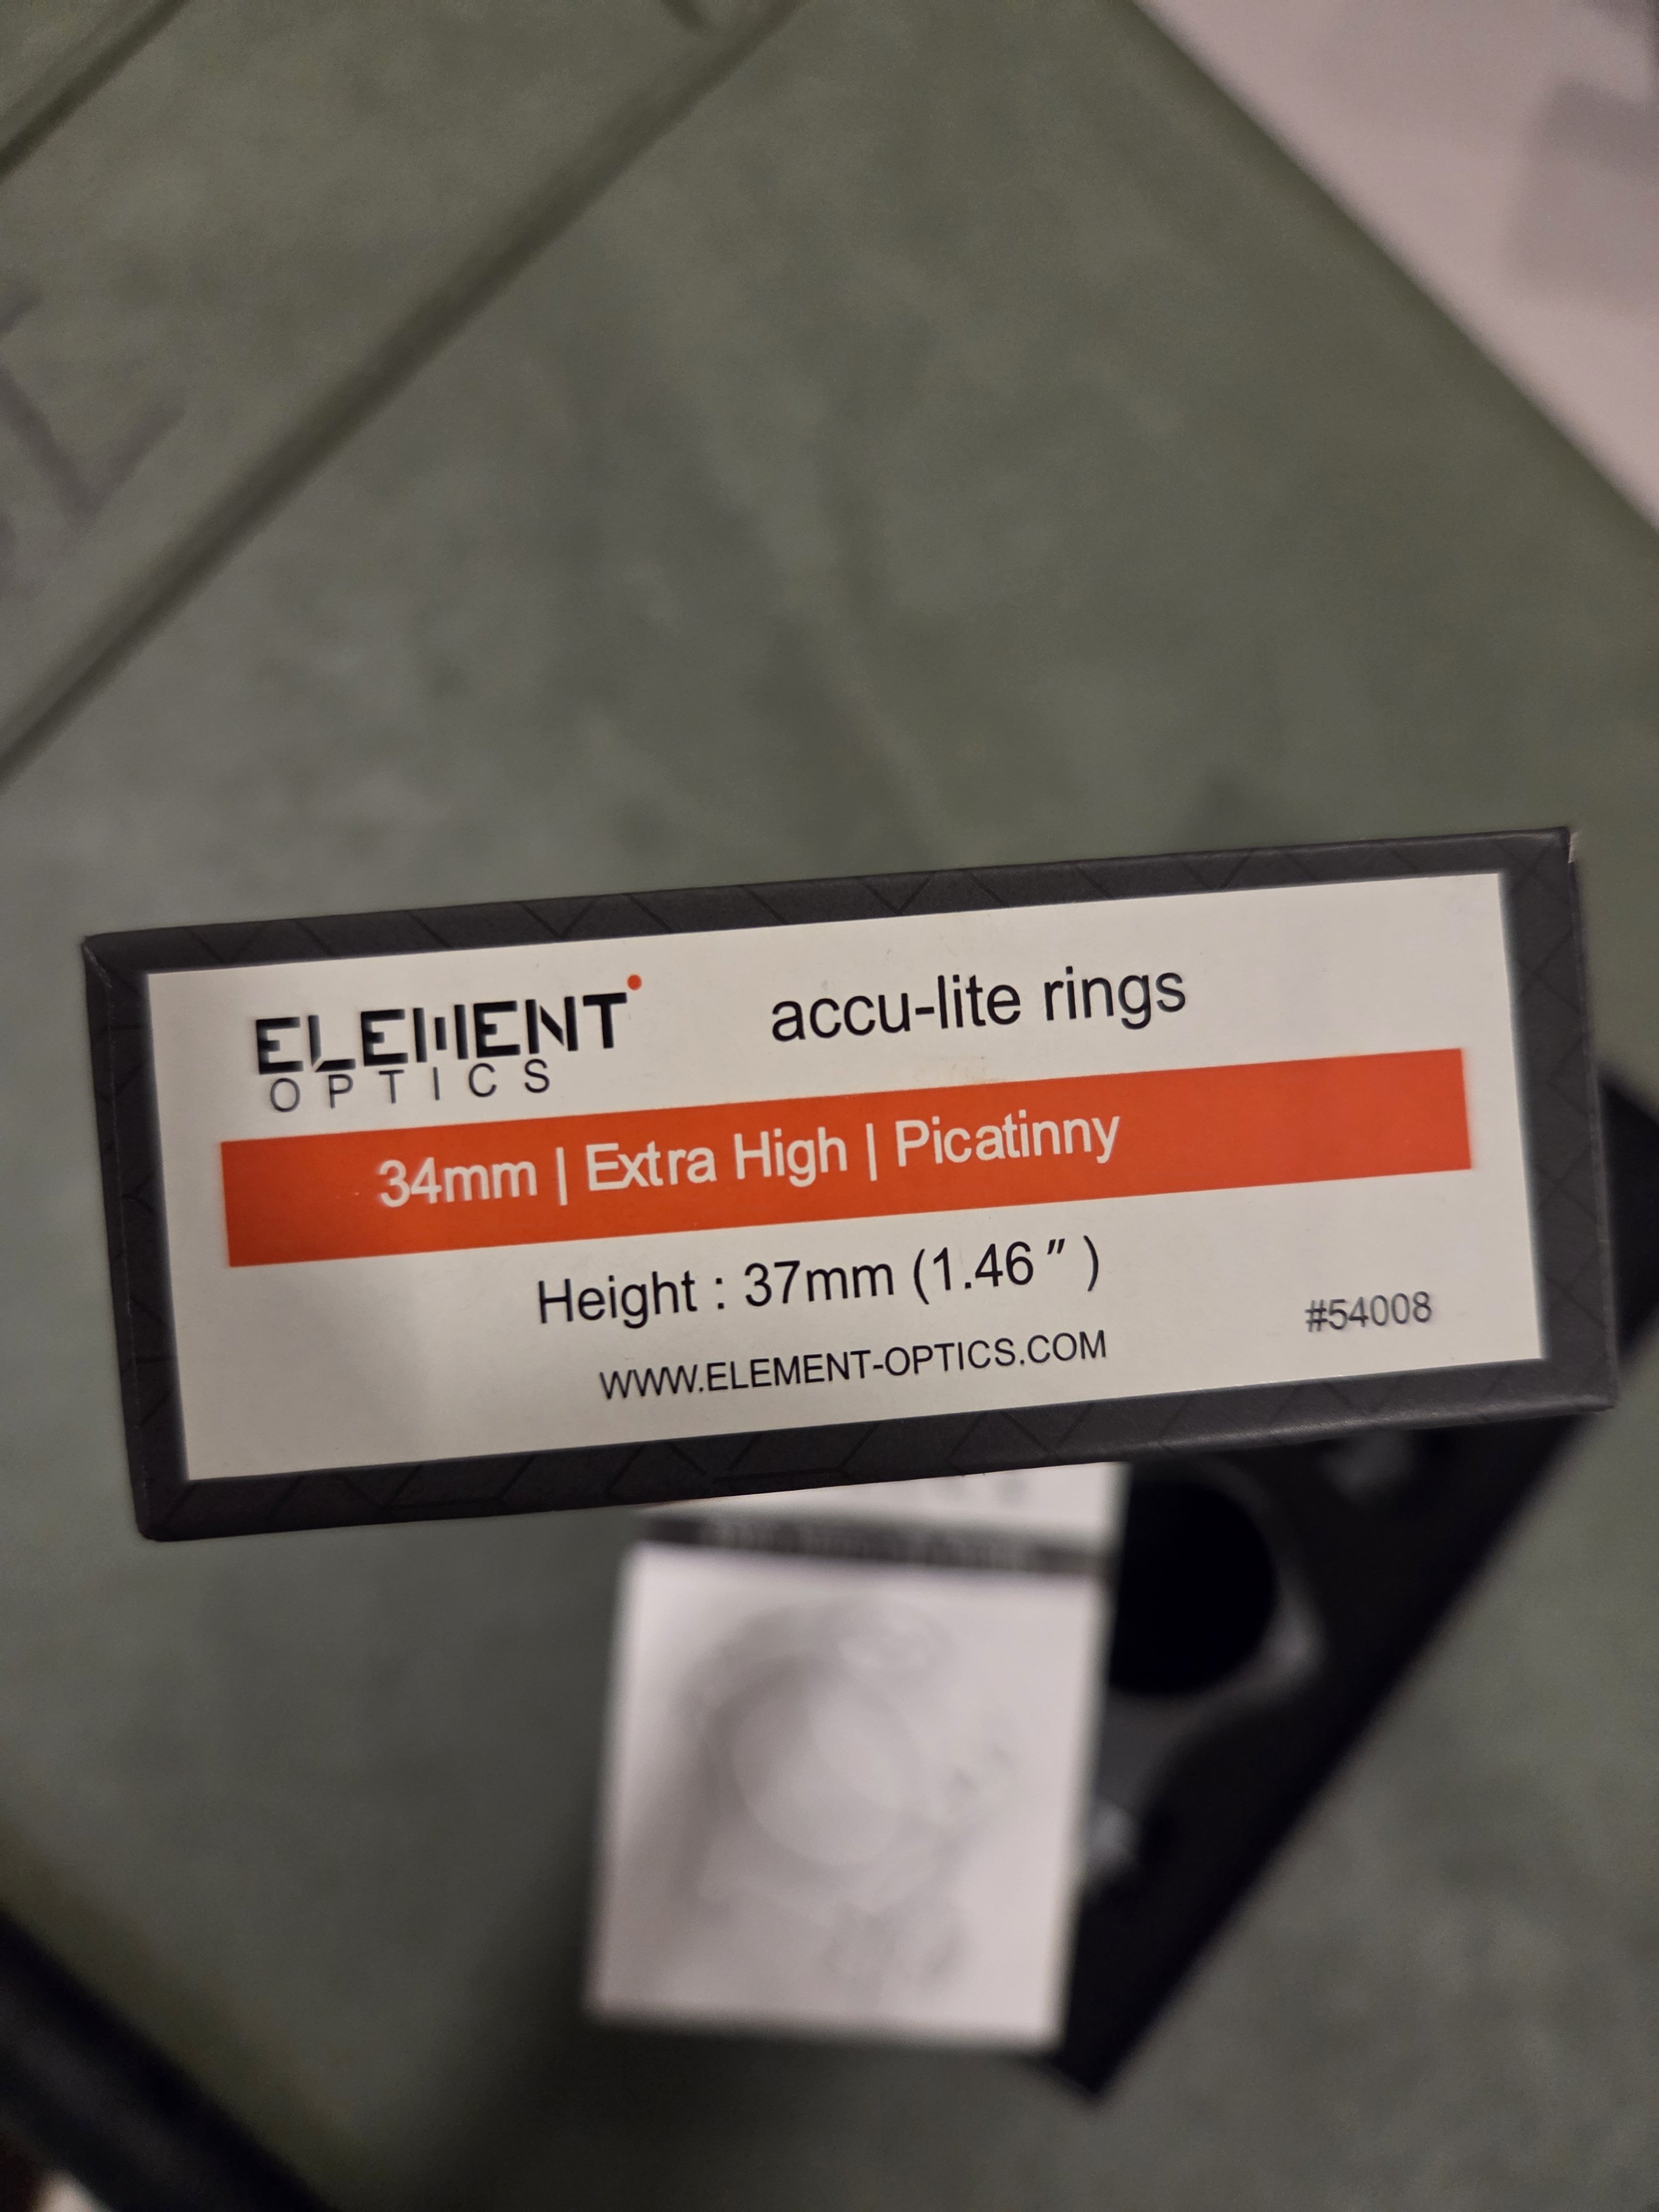 ELEMENT
OPTICS
accu-lite rings
34mm | Extra High | Picatinny
Height : 37mm (1.46″ )
#54008
WWW.ELEMENT-OPTICS.COM